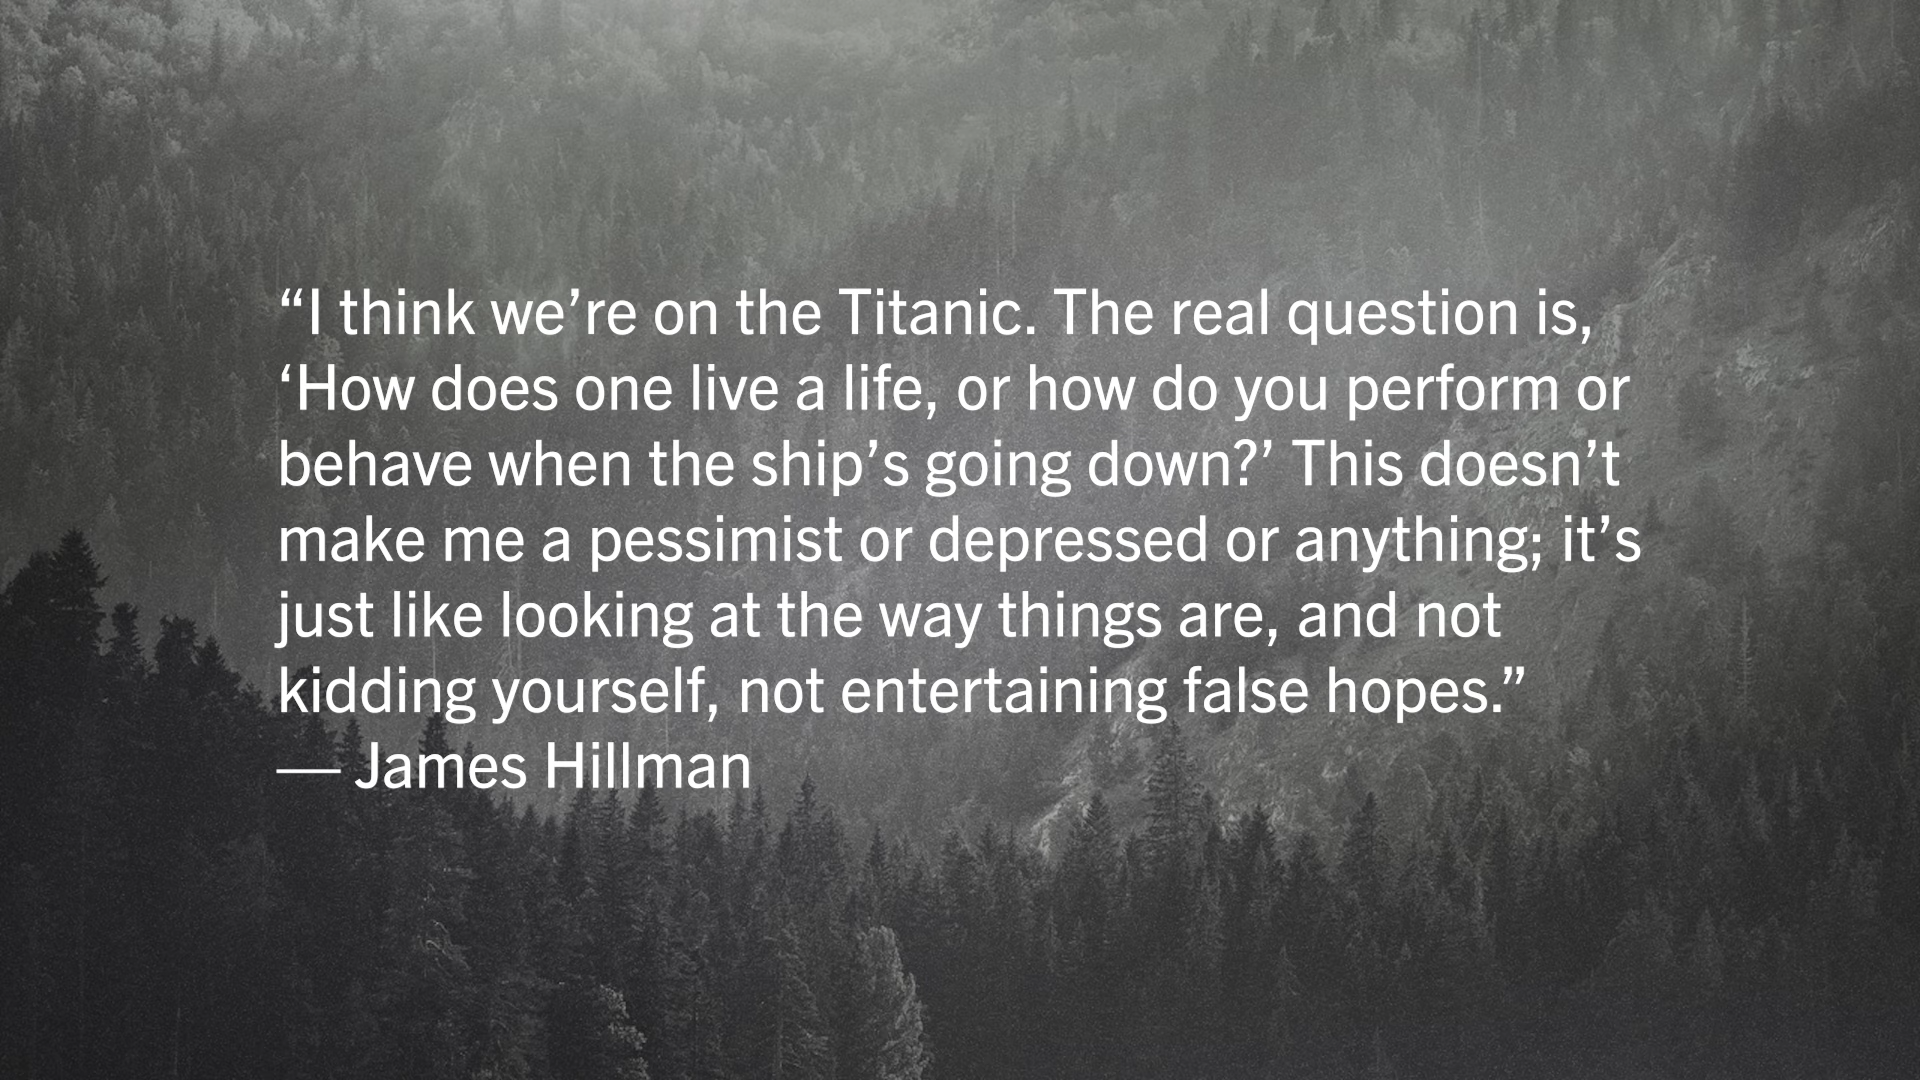 “I think we’re on the Titanic. The real question is,
‘How does one live a life, or how do you perform or
behave when the ship’s going down?’ This doesn’t
make me a pessimist or depressed or anything; it’s
just like looking at the way things are, and not
kidding yourself, not entertaining false hopes.”
— James Hillman